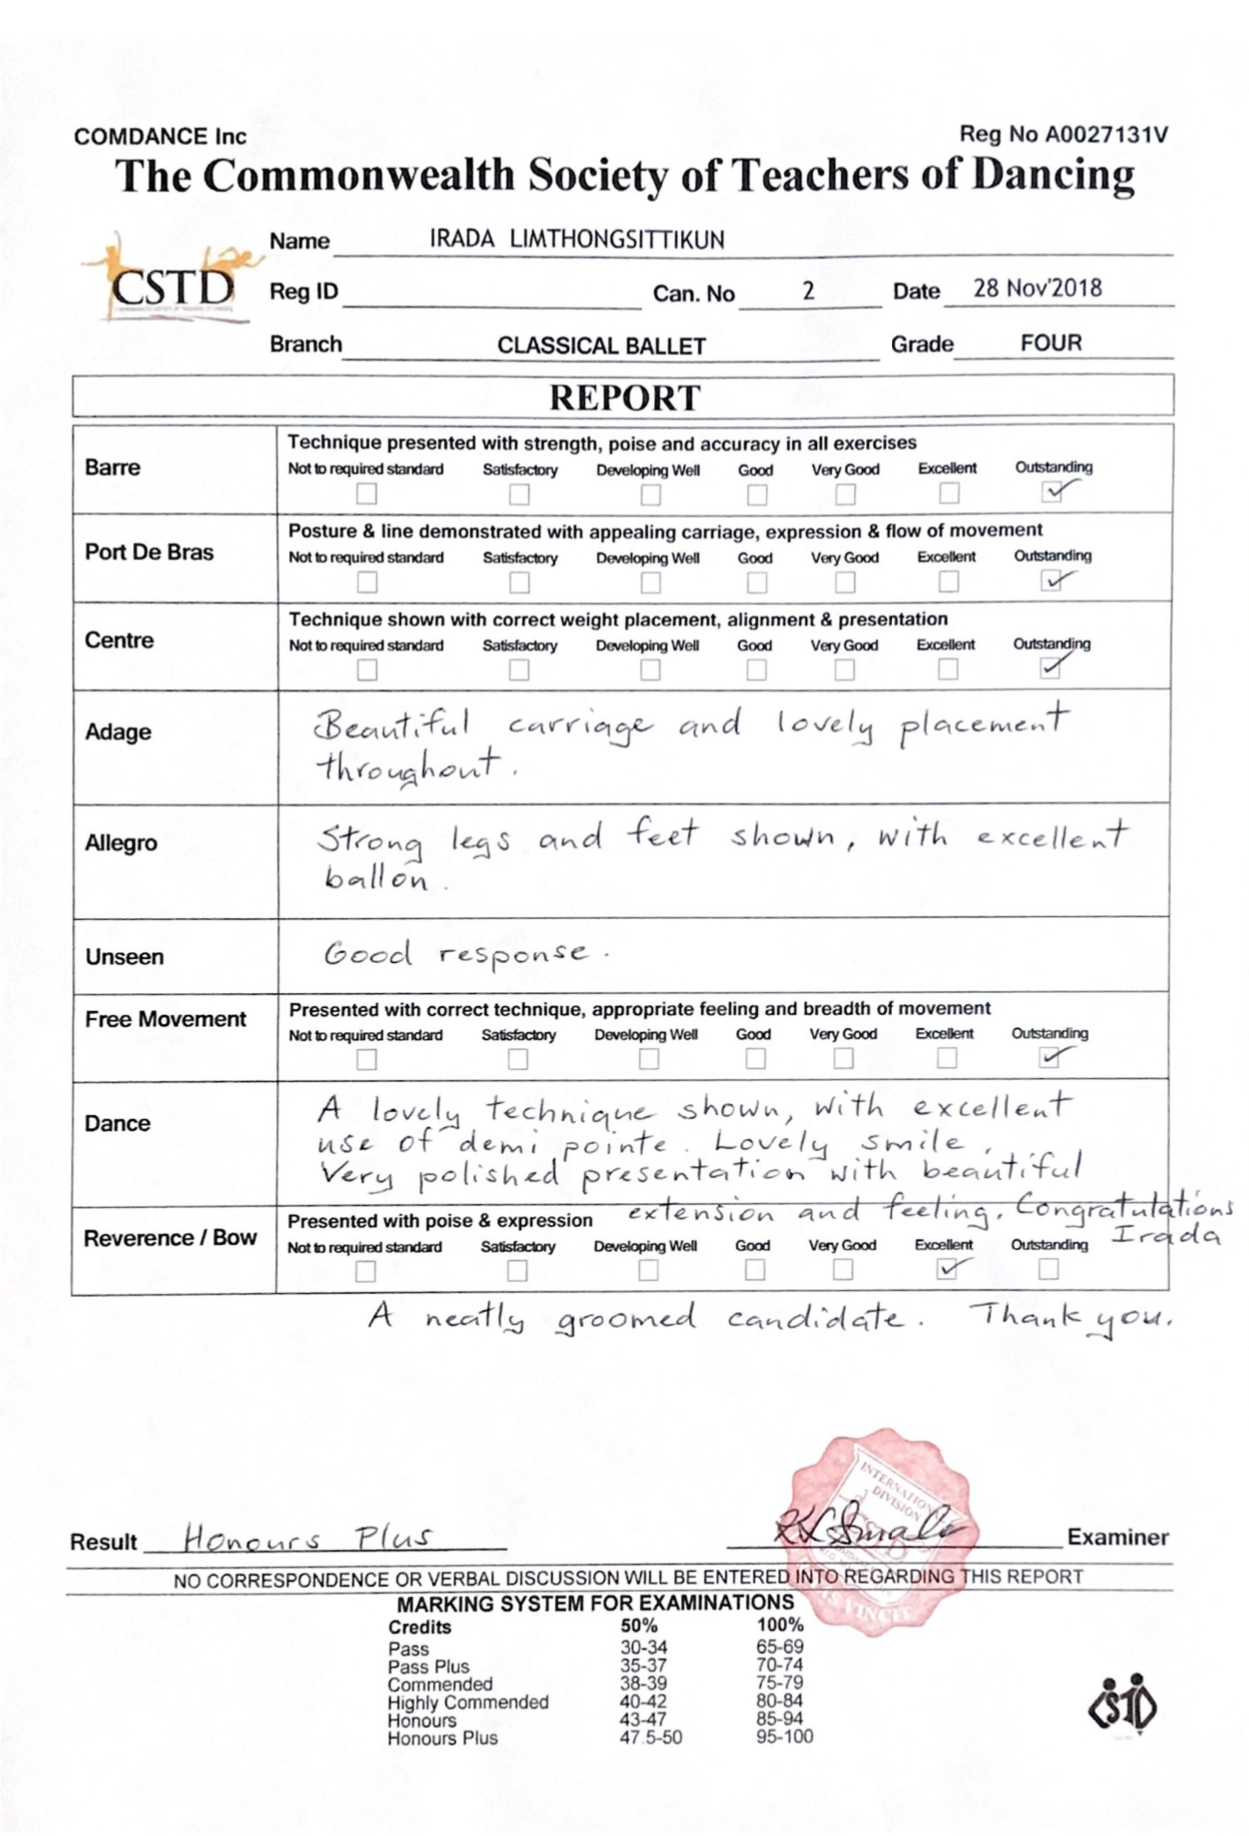 COMDANCE Inc Reg No A0027131V
The Commonwealth Society of Teachers of Dancing
CSTD
Name IRADA LIMTHONGSITTIKUN
Reg ID Can. No 2 Date 28 Nov'2018
Branch CLASSICAL BALLET Grade FOUR
REPORT
Barre
Technique presented with strength, poise and accuracy in all exercises
Not to required standard Satisfactory Developing Well Good Very Good Excellent Outstanding
Port De Bras
Posture & line demonstrated with appealing carriage, expression & flow of movement
Not to required standard Satisfactory Developing Well Good Very Good Excellent Outstanding
Centre
Technique shown with correct weight placement, alignment & presentation
Not to required standard Satisfactory Developing Well Good Very Good Excellent Outstanding
Adage
Beautiful carriage and lovely placement
throughout.
Allegro
Strong legs and feet shown, with excellent
ballon.
Unseen
Good response.
Free Movement
Presented with correct technique, appropriate feeling and breadth of movement
Not to required standard Satisfactory Developing Well Good Very Good Excellent Outstanding
Dance
A lovely technique shown, with excellent
use of demi pointe. Lovely smile.
Very polished presentation with beautiful
extension and feeling. Congratulations
Irada
Reverence / Bow
Presented with poise & expression
Not to required standard Satisfactory Developing Well Good Very Good Excellent Outstanding
A neatly groomed candidate. Thank you.
INTERNATIONAL
DIVISION
Result Honours Plus Examiner
NO CORRESPONDENCE OR VERBAL DISCUSSION WILL BE ENTERED INTO REGARDING THIS REPORT
MARKING SYSTEM FOR EXAMINATIONS
Credits 50% 100%
Pass 30-34 65-69
Pass Plus 35-37 70-74
Commended 38-39 75-79
Highly Commended 40-42 80-84
Honours 43-47 85-94
Honours Plus 47.5-50 95-100
CSTD